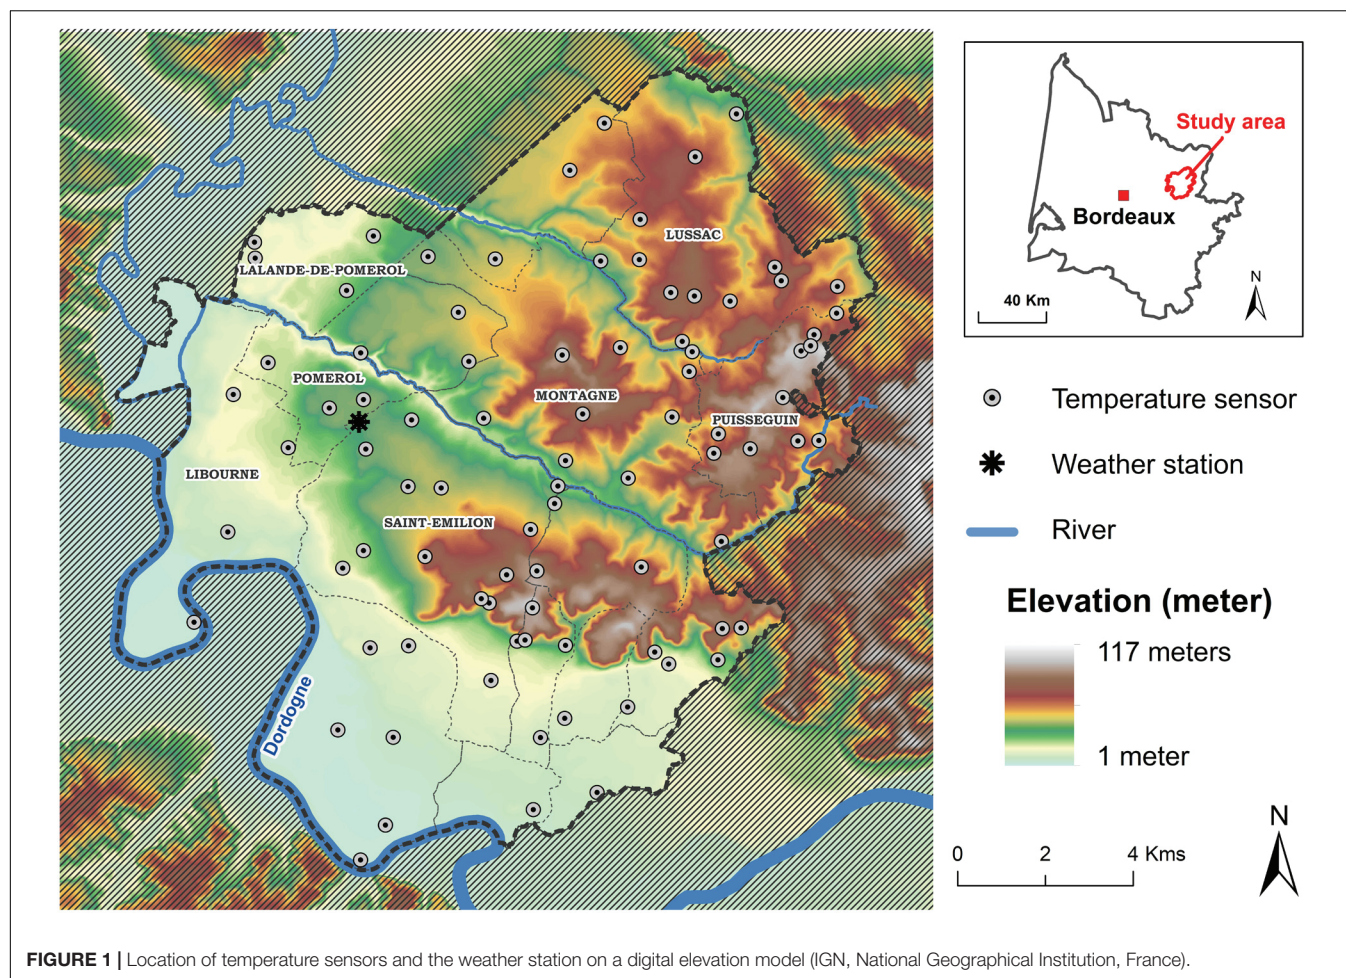 LUSSAC
LALANDE-DE-POMEROL
POMEROL
MONTAGNE
PUISSEGUIN
LIBOURNE
SAINT-EMILION
Dordogne
Study area
Bordeaux
N
40 Km
Temperature sensor
Weather station
River
Elevation (meter)
117 meters
1 meter
N
0 2 4 Kms
FIGURE 1 | Location of temperature sensors and the weather station on a digital elevation model (IGN, National Geographical Institution, France).